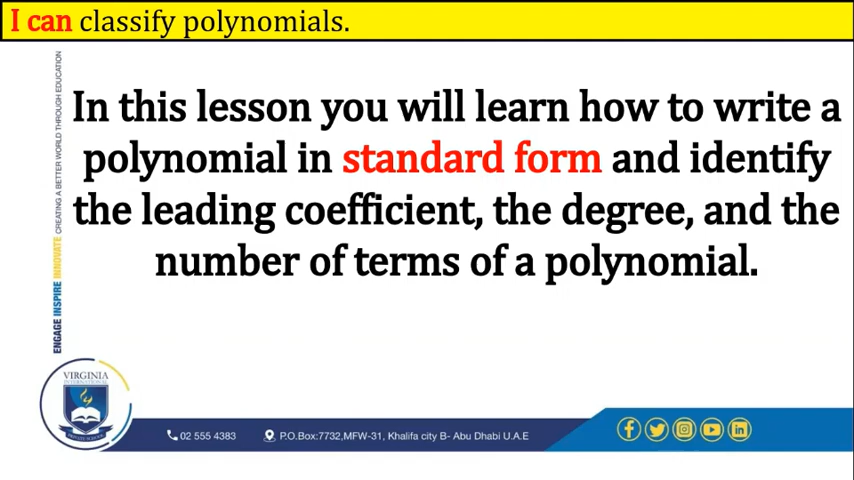 I can classify polynomials.
In this lesson you will learn how to write a
polynomial in standard form and identify
the leading coefficient, the degree, and the
number of terms of a polynomial.
ENGAGE INSPIRE INNOVATE CREATING A BETTER WORLD THROUGH EDUCATION
VIRGINIA
INTERNATIONAL
PRIVATE SCHOOL
02 555 4383
P.O.Box:7732,MFW-31, Khalifa city B- Abu Dhabi U.A.E